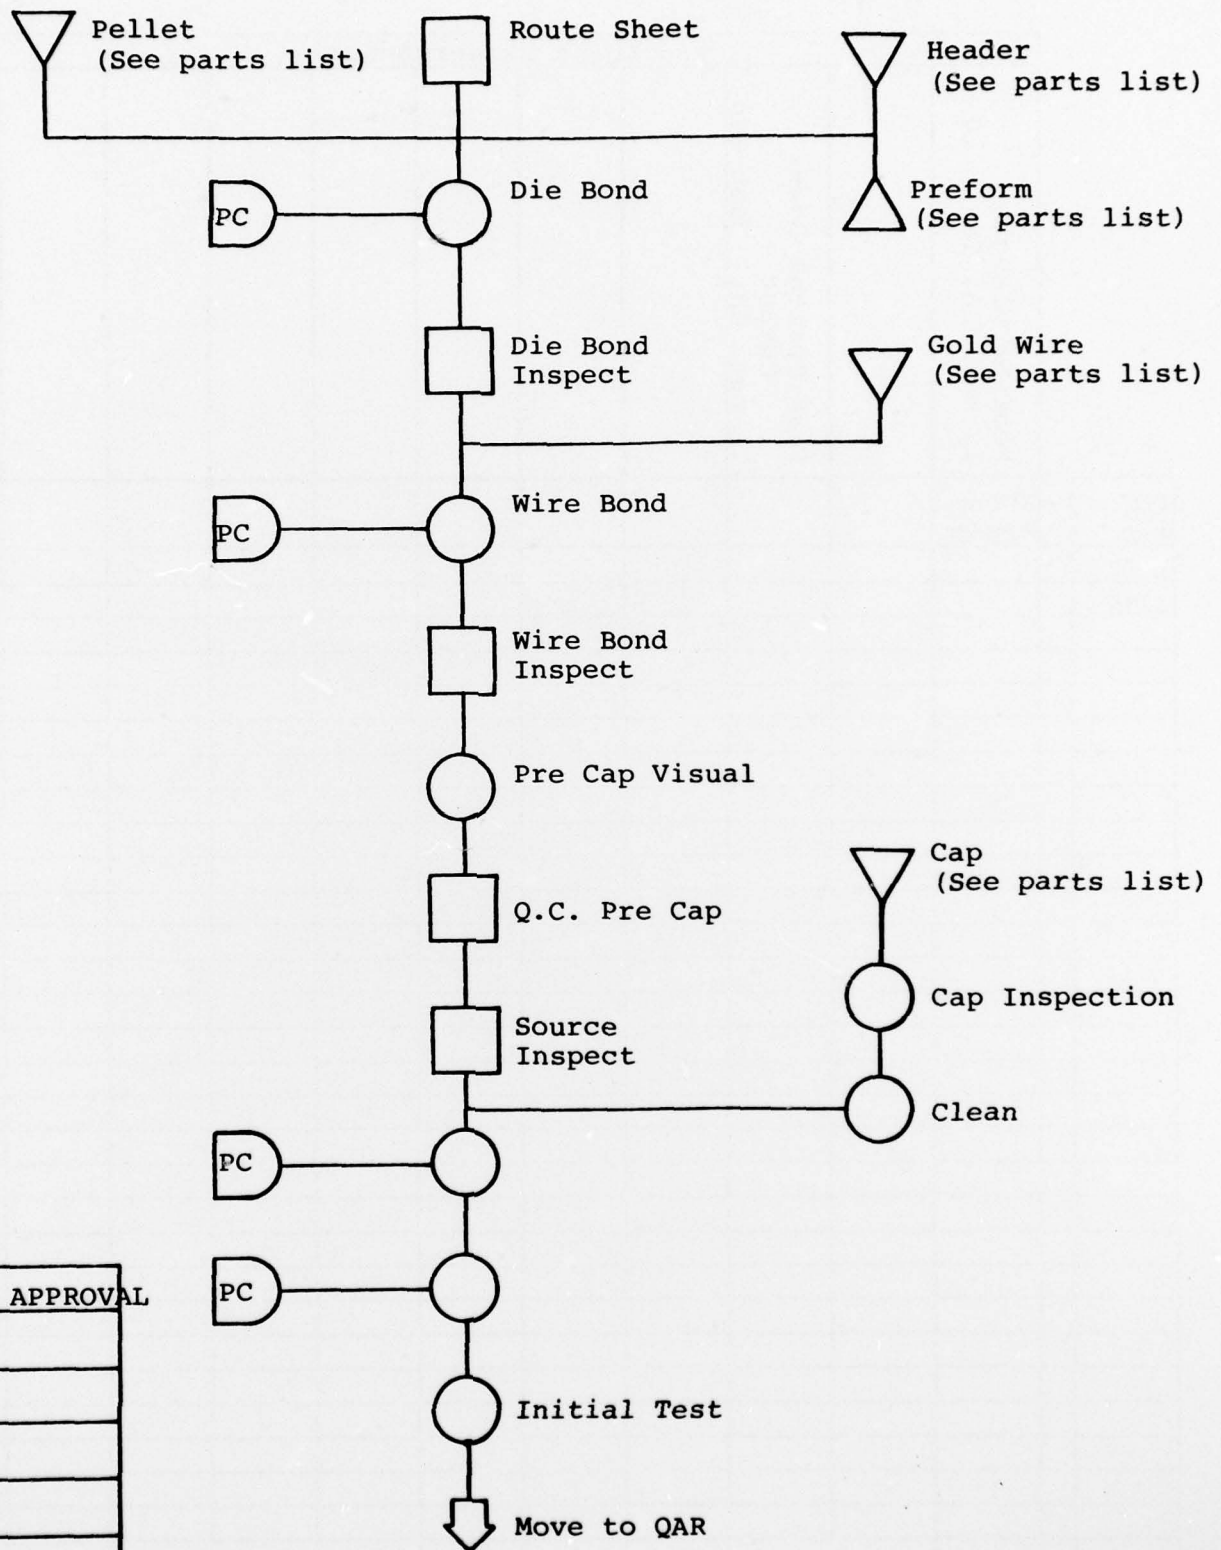 Pellet
(See parts list)
Route Sheet
Header
(See parts list)
PC
Die Bond
Preform
(See parts list)
Die Bond
Inspect
Gold Wire
(See parts list)
PC
Wire Bond
Wire Bond
Inspect
Pre Cap Visual
Cap
(See parts list)
Q.C. Pre Cap
Cap Inspection
Source
Inspect
Clean
PC
PC
APPROVAL
Initial Test
Move to QAR